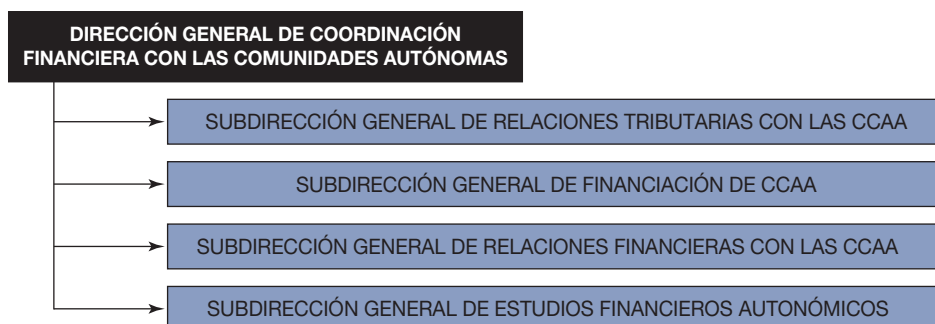 DIRECCIÓN GENERAL DE COORDINACIÓN
FINANCIERA CON LAS COMUNIDADES AUTÓNOMAS
SUBDIRECCIÓN GENERAL DE RELACIONES TRIBUTARIAS CON LAS CCAA
SUBDIRECCIÓN GENERAL DE FINANCIACIÓN DE CCAA
SUBDIRECCIÓN GENERAL DE RELACIONES FINANCIERAS CON LAS CCAA
SUBDIRECCIÓN GENERAL DE ESTUDIOS FINANCIEROS AUTONÓMICOS